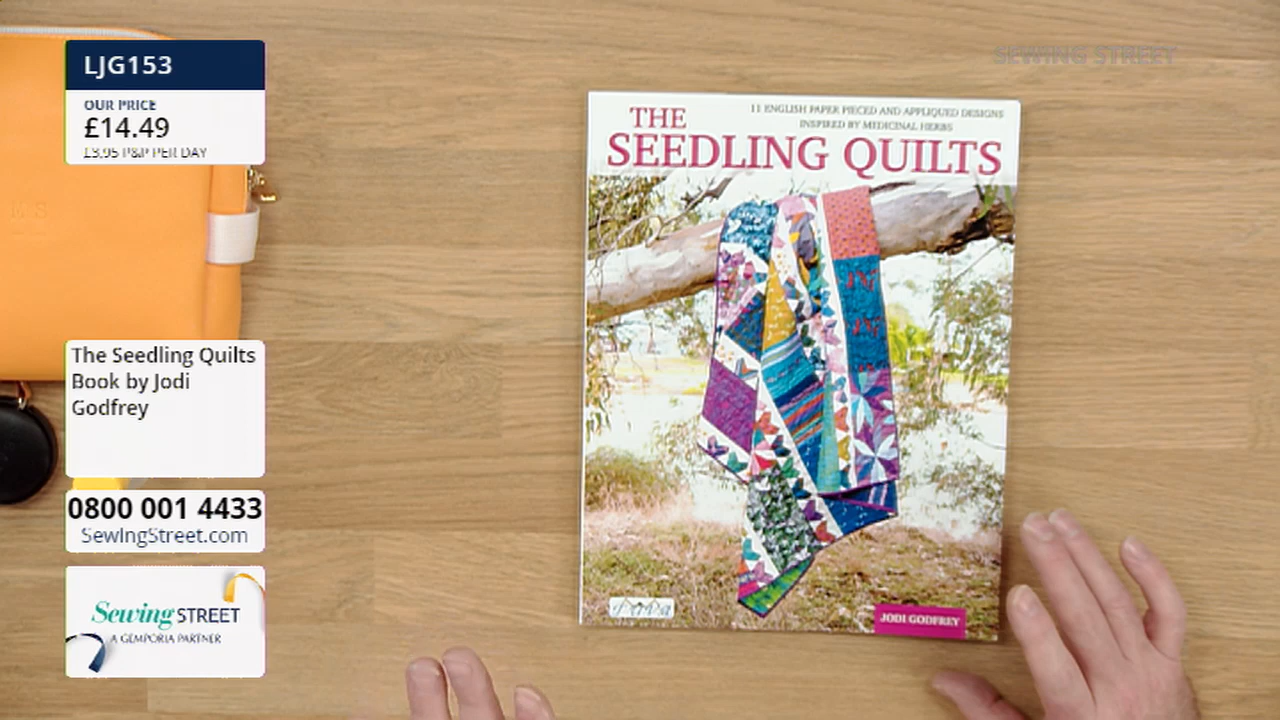 LJG153
OUR PRICE
£14.49
£3.95 P&P PER DAY
The Seedling Quilts
Book by Jodi
Godfrey
0800 001 4433
SewingStreet.com
Sewing STREET
A GEMPORIA PARTNER
SEWING STREET
THE
11 ENGLISH PAPER PIECED AND APPLIQUED DESIGNS
INSPIRED BY MEDICINAL HERBS
SEEDLING QUILTS
JODI GODFREY